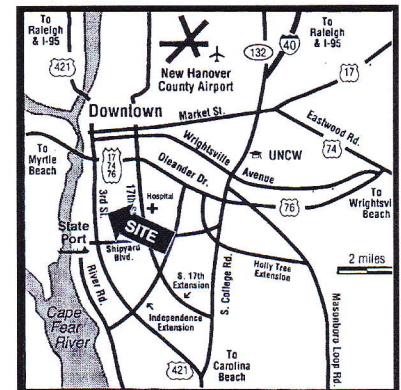 To
Raleigh
& I-95
421
New Hanover
County Airport
132
40
To
Raleigh
& I-95
17
Downtown
Market St.
Eastwood Rd.
Wrightsville
Avenue
UNCW
74
To
Myrtle
Beach
17
74
76
Oleander Dr.
76
To
Wrightsville
Beach
3rd St.
17th St.
Hospital
SITE
State
Port
Shipyard
Blvd.
River Rd.
S. 17th
Extension
Independence
Extension
S. College Rd.
Holly Tree
Extension
2 miles
Masonboro Loop Rd.
Cape
Fear
River
421
To
Carolina
Beach